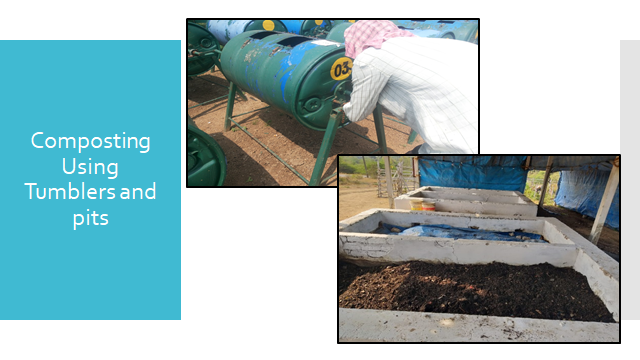 Composting
Using
Tumblers and
pits
03